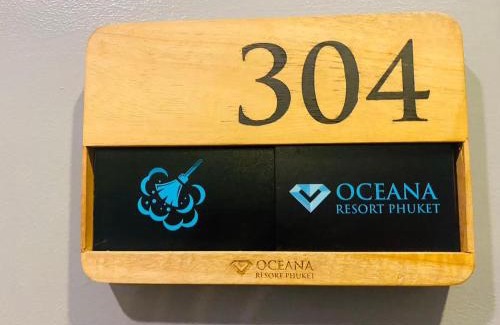 304
OCEANA
RESORT PHUKET
OCEANA
RESORT PHUKET